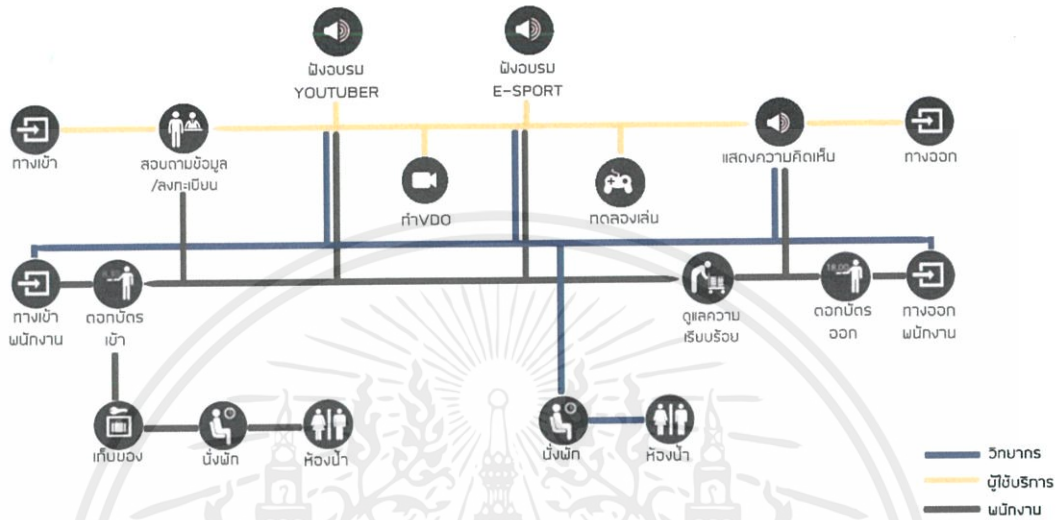 ฟังอบรม
YOUTUBER
ฟังอบรม
E-SPORT
ทางเข้า
สอบถามข้อมูล
/ลงทะเบียน
ทำVDO
ทดลองเล่น
แสดงความคิดเห็น
ทางออก
ทางเข้า
พนักงาน
8.30
ตอกบัตร
เข้า
ดูแลความ
เรียบร้อย
18.00
ตอกบัตร
ออก
ทางออก
พนักงาน
เก็บของ
นั่งพัก
ห้องน้ำ
นั่งพัก
ห้องน้ำ
วิทยากร
ผู้ใช้บริการ
พนักงาน